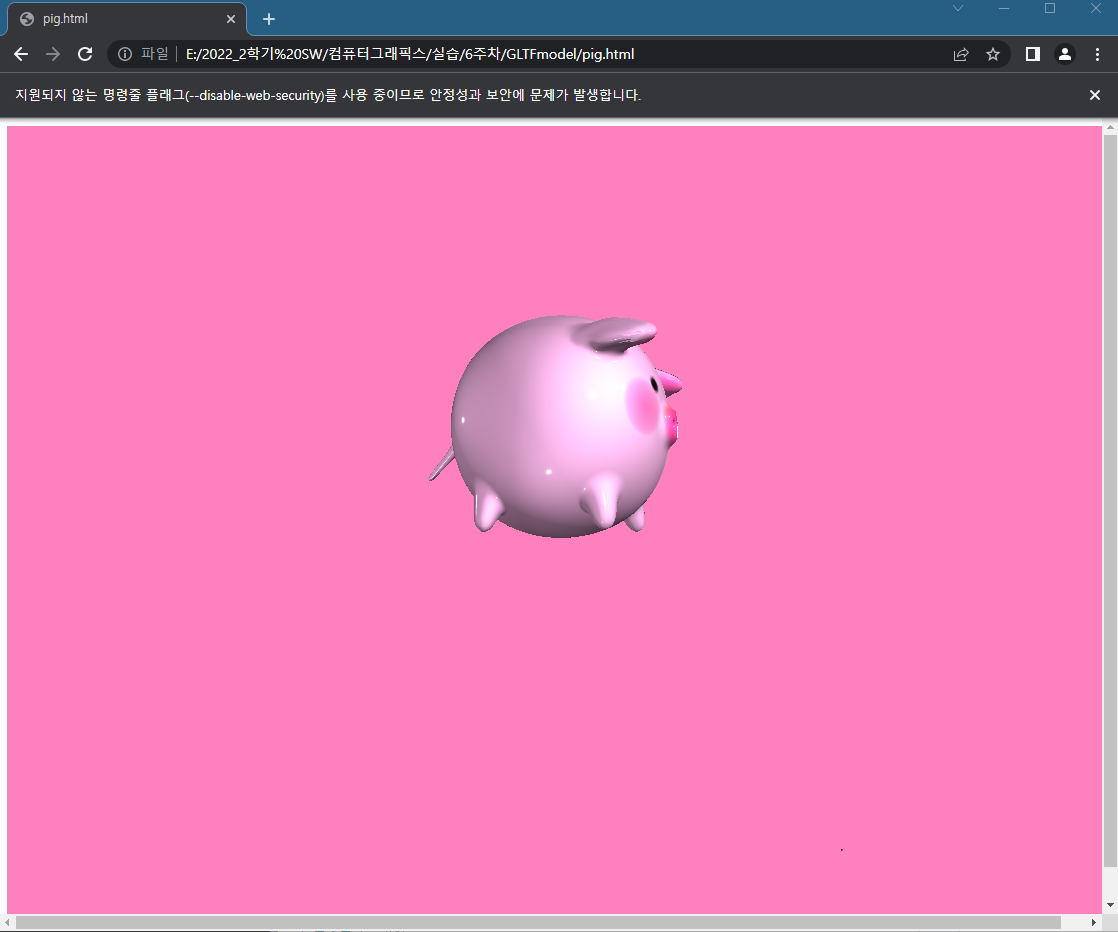 pig.html
파일 E:/2022_2학기%20SW/컴퓨터그래픽스/실습/6주차/GLTFmodel/pig.html
지원되지 않는 명령줄 플래그(--disable-web-security)를 사용 중이므로 안정성과 보안에 문제가 발생합니다.